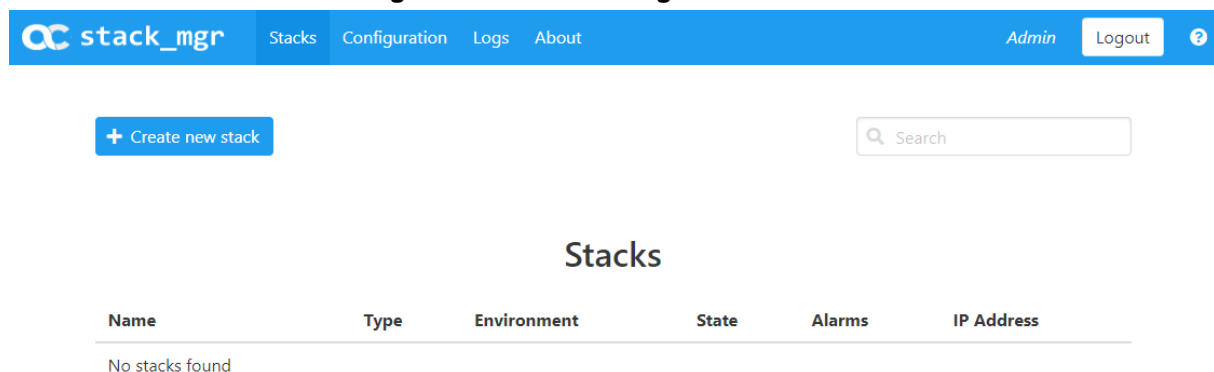 stack_mgr Stacks Configuration Logs About Admin Logout ?
+ Create new stack Search
Stacks
Name Type Environment State Alarms IP Address
No stacks found